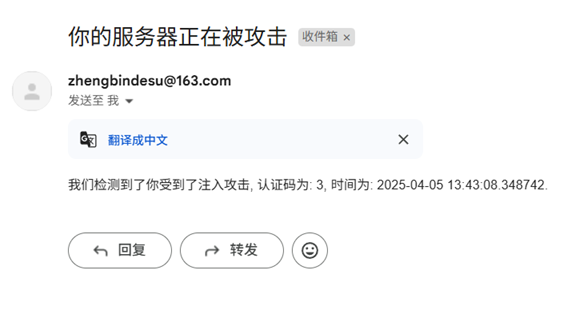 你的服务器正在被攻击 收件箱 ×
zhengbindesu@163.com
发送至 我
翻译成中文
我们检测到了你受到了注入攻击, 认证码为: 3, 时间为: 2025-04-05 13:43:08.348742.
回复 转发